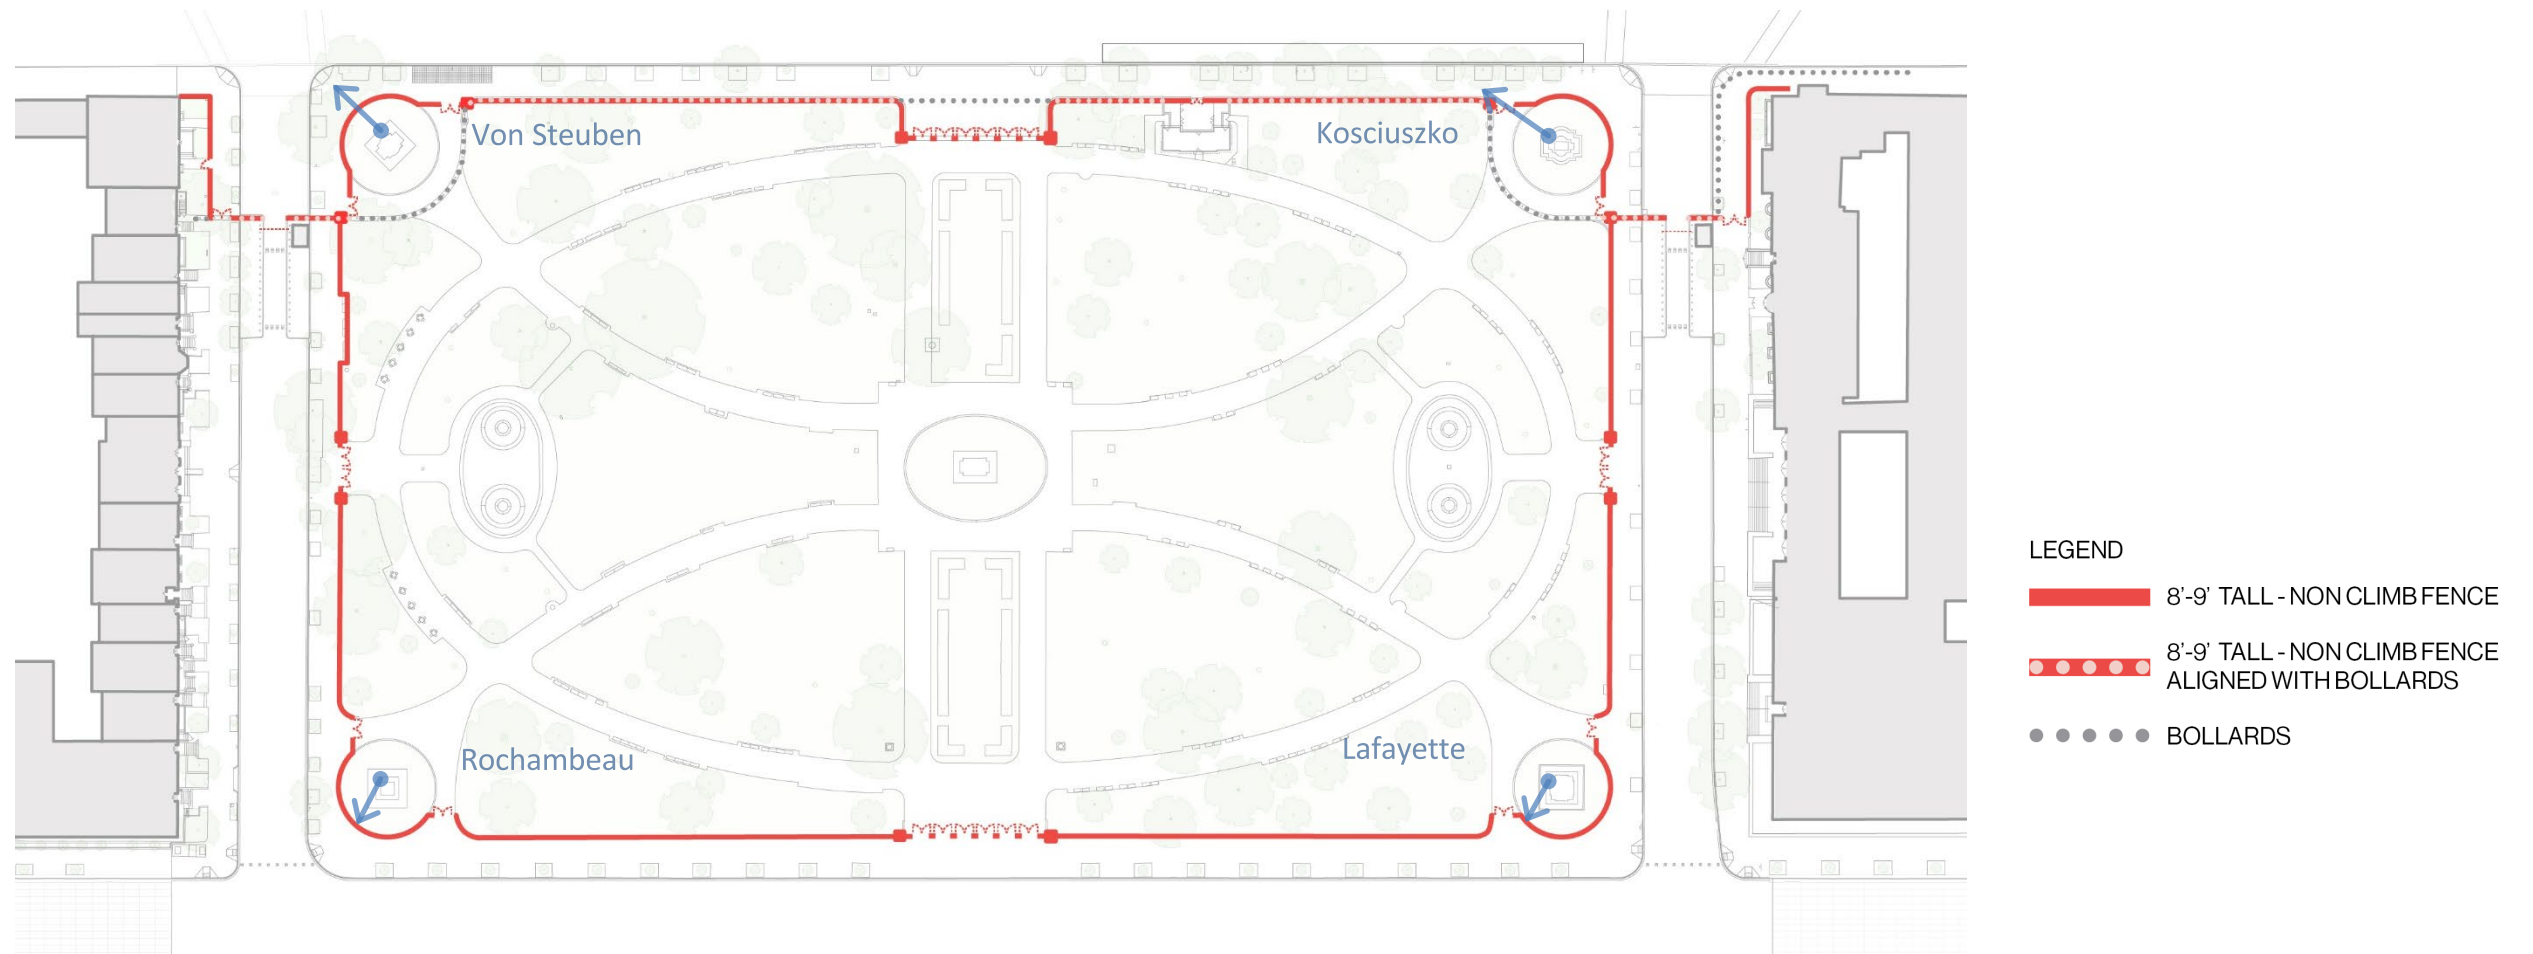 Von Steuben
Kosciuszko
Rochambeau
Lafayette
LEGEND
8'-9' TALL - NON CLIMB FENCE
8'-9' TALL - NON CLIMB FENCE
ALIGNED WITH BOLLARDS
BOLLARDS